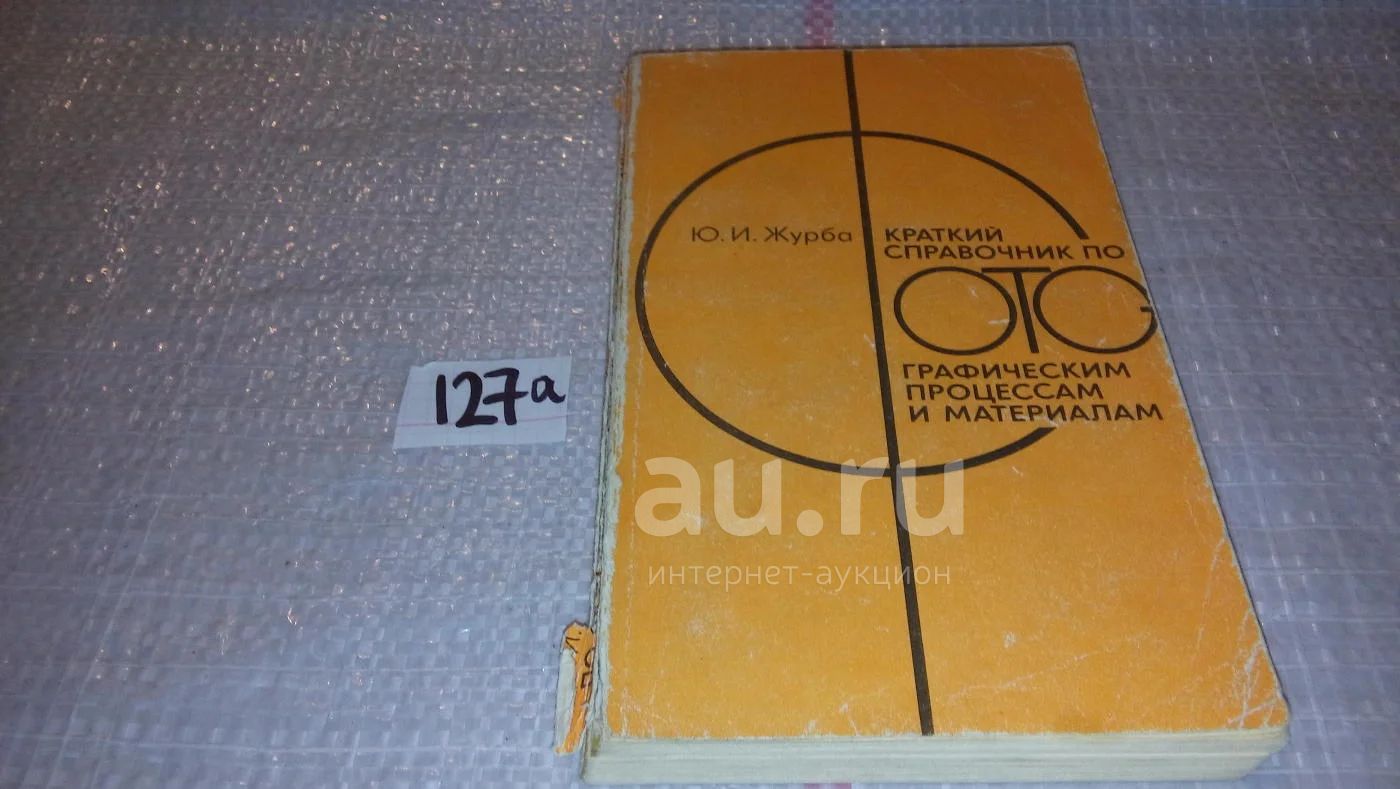 Ю. И. Журба
КРАТКИЙ
СПРАВОЧНИК ПО
ФОТО
ГРАФИЧЕСКИМ
ПРОЦЕССАМ
И МАТЕРИАЛАМ
127а
au.ru
интернет-аукцион